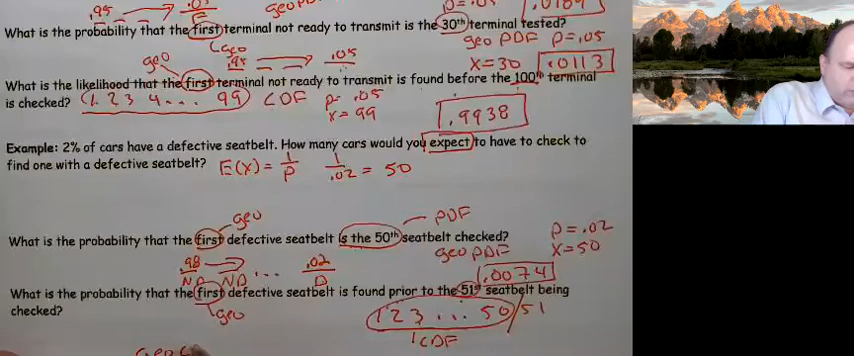 .95 .05
geo PDF p=.05 .0189
What is the probability that the first terminal not ready to transmit is the 30th terminal tested?
geo geo PDF p=.05
geo .95 .05 x=30 .0113
What is the likelihood that the first terminal not ready to transmit is found before the 100th terminal
is checked? 1 2 3 4 ... 99 CDF p=.05
x=99 .9938
Example: 2% of cars have a defective seatbelt. How many cars would you expect to have to check to
find one with a defective seatbelt? E(x) = 1/p 1/.02 = 50
geo PDF
What is the probability that the first defective seatbelt is the 50th seatbelt checked? p=.02
geo PDF x=50
.98 ... .02 .0074
ND ND D
What is the probability that the first defective seatbelt is found prior to the 51st seatbelt being
checked? geo 1 2 3 ... 50/51
CDF
geo c